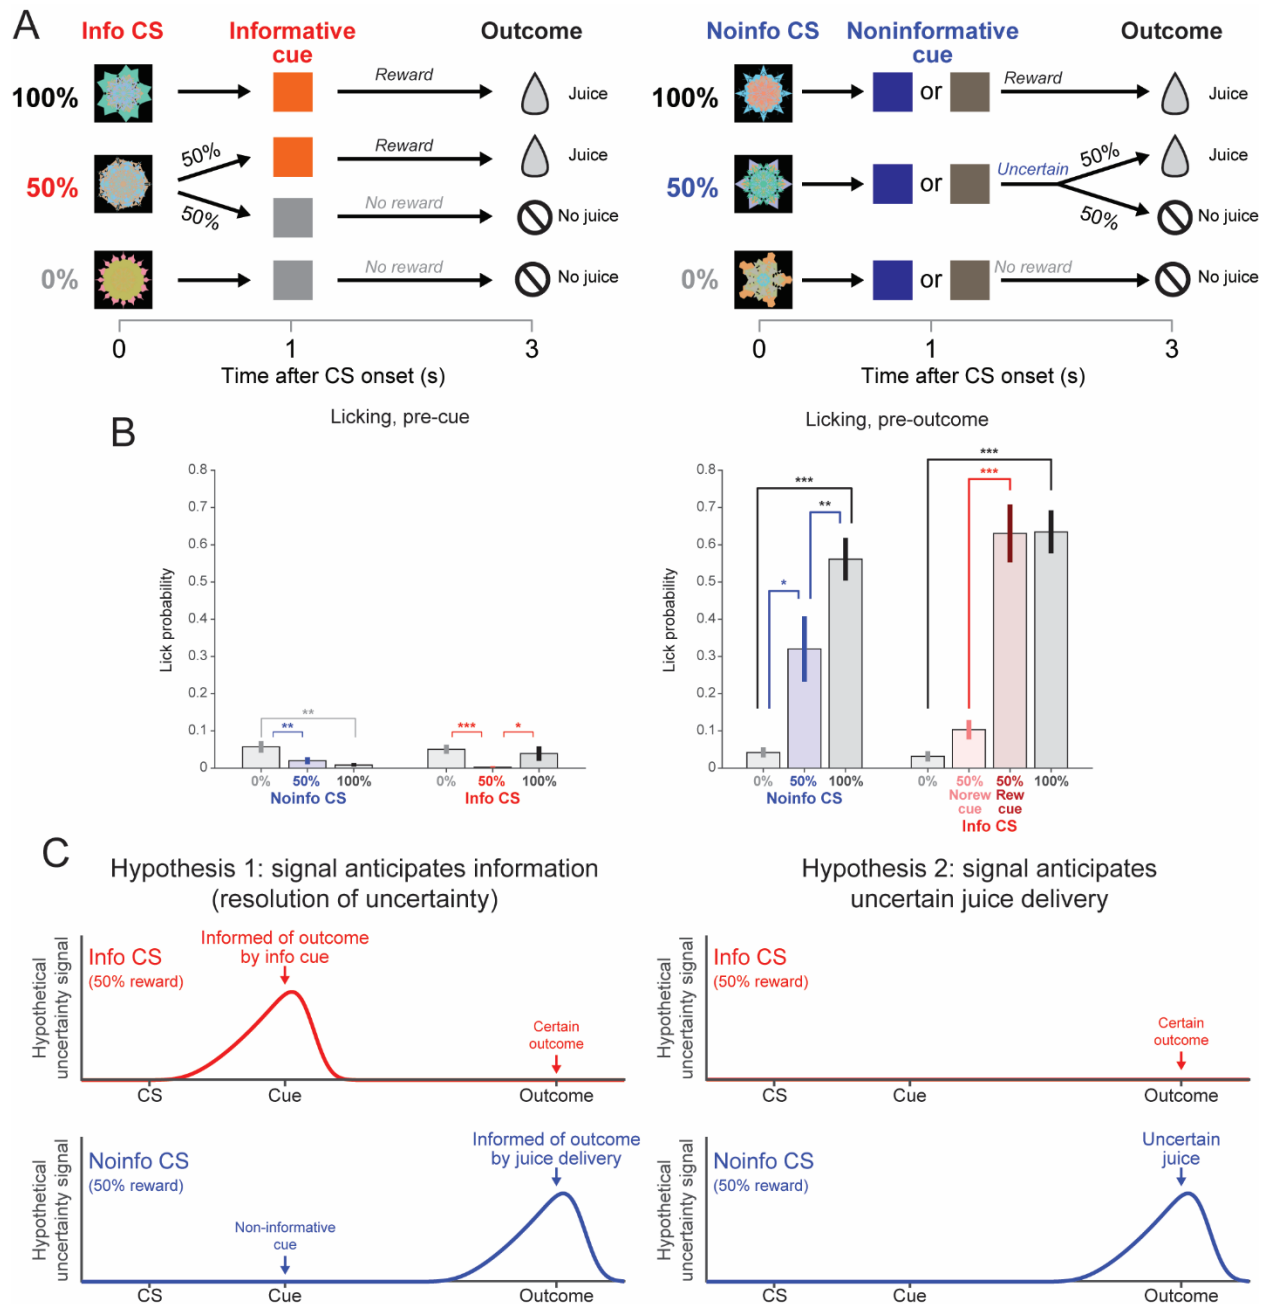 A
Info CS
Informative
cue
Outcome
100%
Reward
Juice
50%
50%
Reward
Juice
50%
No reward
No juice
0%
No reward
No juice
0
1
3
Time after CS onset (s)
Noinfo CS
Noninformative
cue
Outcome
100%
or
Reward
Juice
50%
or
Uncertain
50%
Juice
50%
No juice
0%
or
No reward
No juice
0
1
3
Time after CS onset (s)
B
Licking, pre-cue
Lick probability
0.8
0.7
0.6
0.5
0.4
0.3
0.2
0.1
0
**
**
***
*
0%
50%
100%
Noinfo CS
0%
50%
100%
Info CS
Licking, pre-outcome
Lick probability
0.8
0.7
0.6
0.5
0.4
0.3
0.2
0.1
0
***
**
*
***
***
0%
50%
100%
Noinfo CS
0%
50%
Norew
cue
50%
Rew
cue
100%
Info CS
C
Hypothesis 1: signal anticipates information
(resolution of uncertainty)
Hypothetical
uncertainty signal
Info CS
(50% reward)
Informed of outcome
by info cue
Certain
outcome
CS
Cue
Outcome
Hypothetical
uncertainty signal
Noinfo CS
(50% reward)
Non-informative
cue
Informed of outcome
by juice delivery
CS
Cue
Outcome
Hypothesis 2: signal anticipates
uncertain juice delivery
Hypothetical
uncertainty signal
Info CS
(50% reward)
Certain
outcome
CS
Cue
Outcome
Hypothetical
uncertainty signal
Noinfo CS
(50% reward)
Uncertain
juice
CS
Cue
Outcome